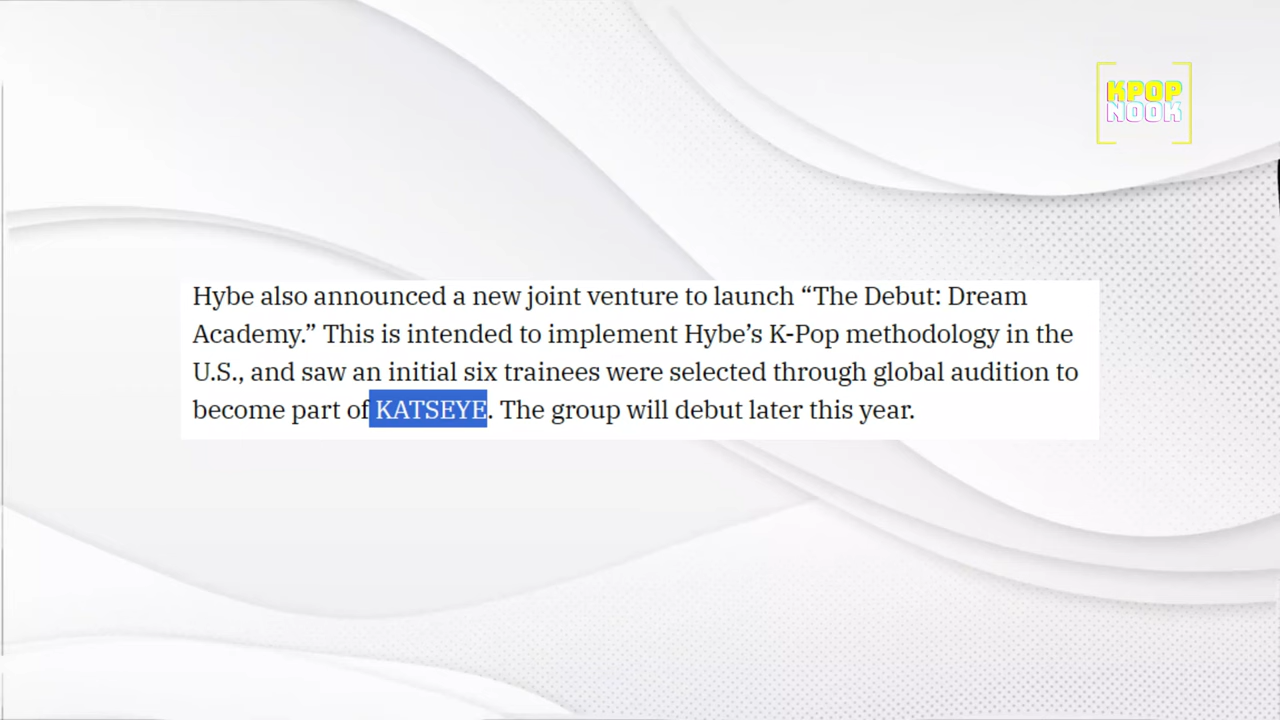 KPOP
NOOK
Hybe also announced a new joint venture to launch “The Debut: Dream
Academy.” This is intended to implement Hybe’s K-Pop methodology in the
U.S., and saw an initial six trainees were selected through global audition to
become part of KATSEYE. The group will debut later this year.